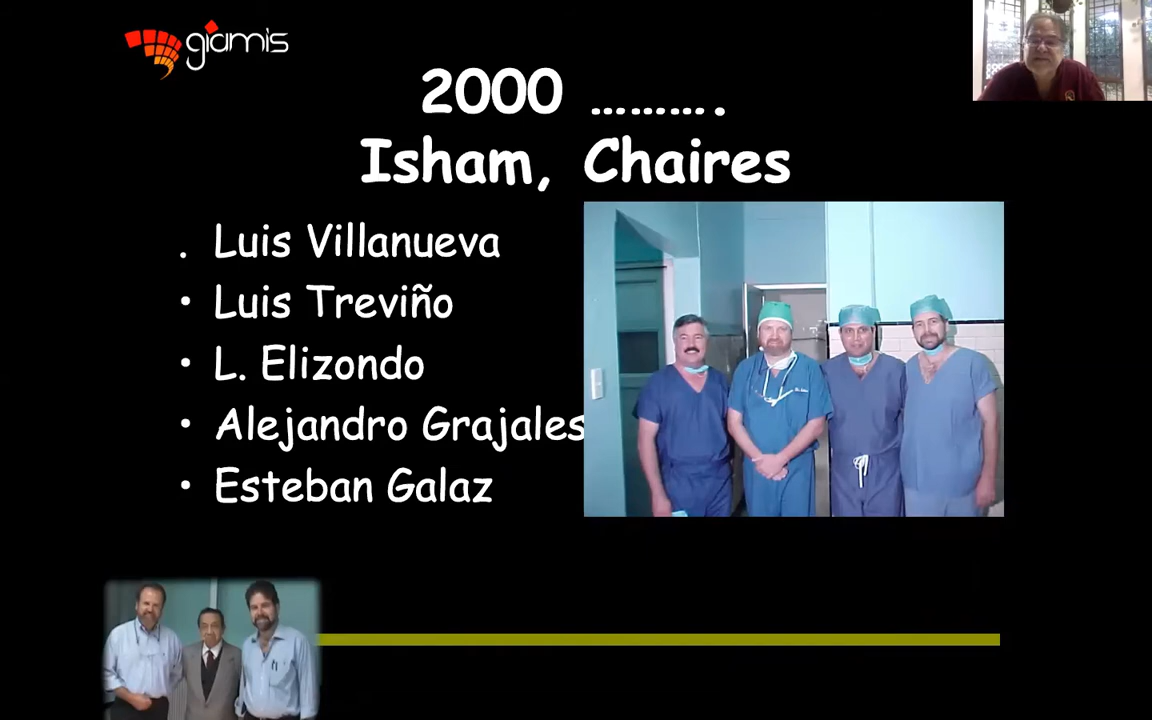 giamis
2000 ..........
Isham, Chaires
. Luis Villanueva
• Luis Treviño
• L. Elizondo
• Alejandro Grajales
• Esteban Galaz